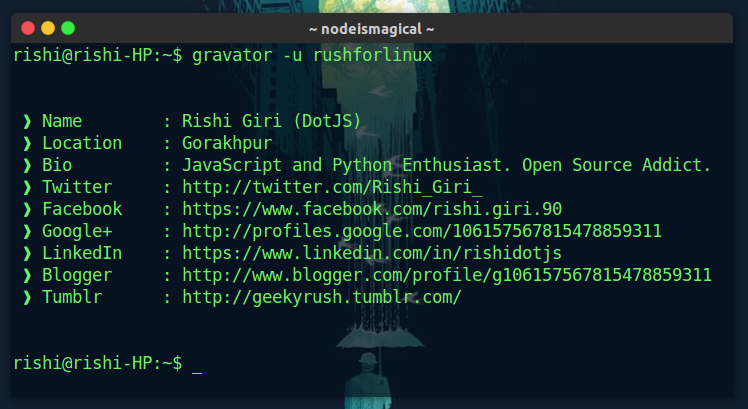 ~ nodeismagical ~
rishi@rishi-HP:~$ gravator -u rushforlinux
❱ Name : Rishi Giri (DotJS)
❱ Location : Gorakhpur
❱ Bio : JavaScript and Python Enthusiast. Open Source Addict.
❱ Twitter : http://twitter.com/Rishi_Giri_
❱ Facebook : https://www.facebook.com/rishi.giri.90
❱ Google+ : http://profiles.google.com/106157567815478859311
❱ LinkedIn : https://www.linkedin.com/in/rishidotjs
❱ Blogger : http://www.blogger.com/profile/g106157567815478859311
❱ Tumblr : http://geekyrush.tumblr.com/
rishi@rishi-HP:~$ _